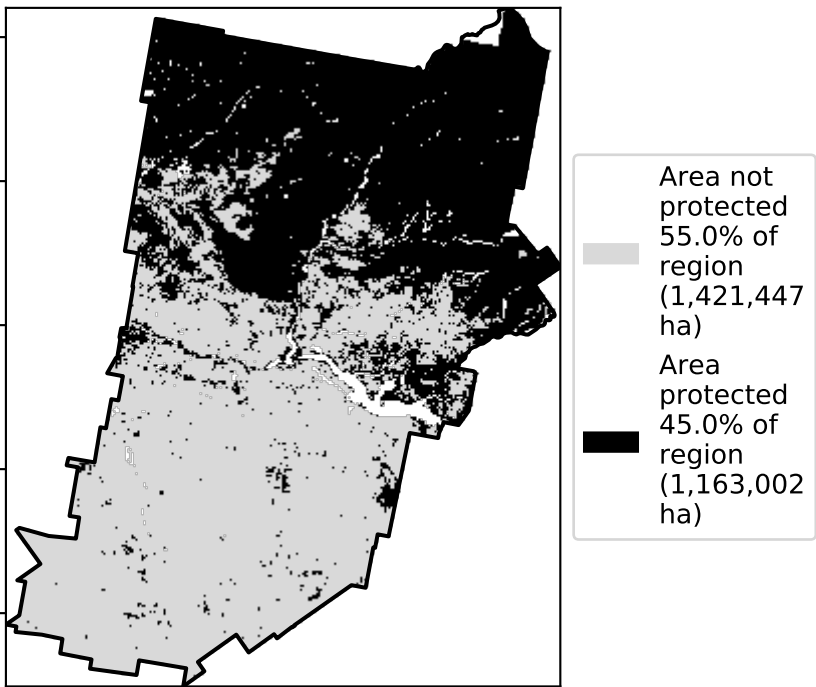 Area not
protected
55.0% of
region
(1,421,447
ha)
Area
protected
45.0% of
region
(1,163,002
ha)